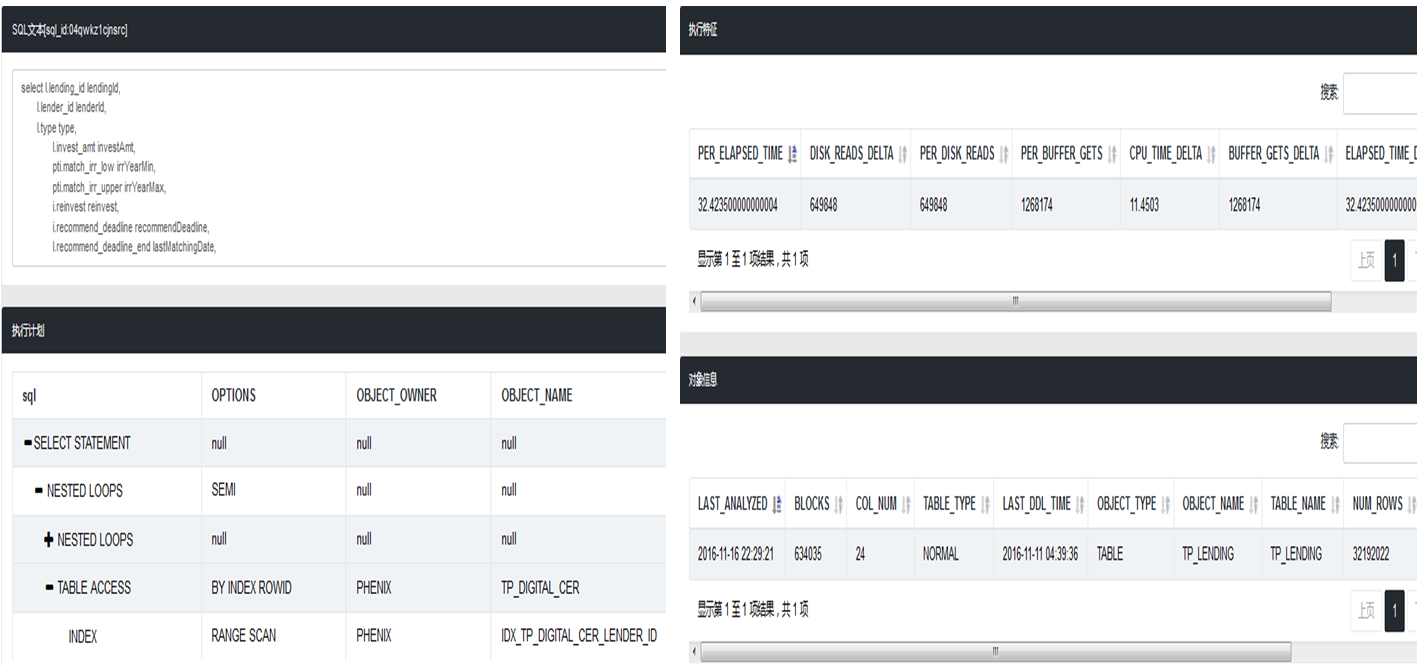 SQL文本[sql_id:04qwkz1cjnsrc]
select l.lending_id lendingId,
l.lender_id lenderId,
l.type type,
l.invest_amt investAmt,
pti.match_irr_low irrYearMin,
pti.match_irr_upper irrYearMax,
i.reinvest reinvest,
i.recommend_deadline recommendDeadline,
l.recommend_deadline_end lastMatchingDate,
执行计划
sql OPTIONS OBJECT_OWNER OBJECT_NAME
SELECT STATEMENT null null null
NESTED LOOPS SEMI null null
NESTED LOOPS null null null
TABLE ACCESS BY INDEX ROWID PHENIX TP_DIGITAL_CER
INDEX RANGE SCAN PHENIX IDX_TP_DIGITAL_CER_LENDER_ID
执行特征
搜索:
PER_ELAPSED_TIME DISK_READS_DELTA PER_DISK_READS PER_BUFFER_GETS CPU_TIME_DELTA BUFFER_GETS_DELTA ELAPSED_TIME_D
32.423500000000004 649848 649848 1268174 11.4503 1268174 32.4235000000000
显示第 1 至 1 项结果，共 1 项
上页 1
对象信息
搜索:
LAST_ANALYZED BLOCKS COL_NUM TABLE_TYPE LAST_DDL_TIME OBJECT_TYPE OBJECT_NAME TABLE_NAME NUM_ROWS
2016-11-16 22:29:21 634035 24 NORMAL 2016-11-11 04:39:36 TABLE TP_LENDING TP_LENDING 32192022
显示第 1 至 1 项结果，共 1 项
上页 1